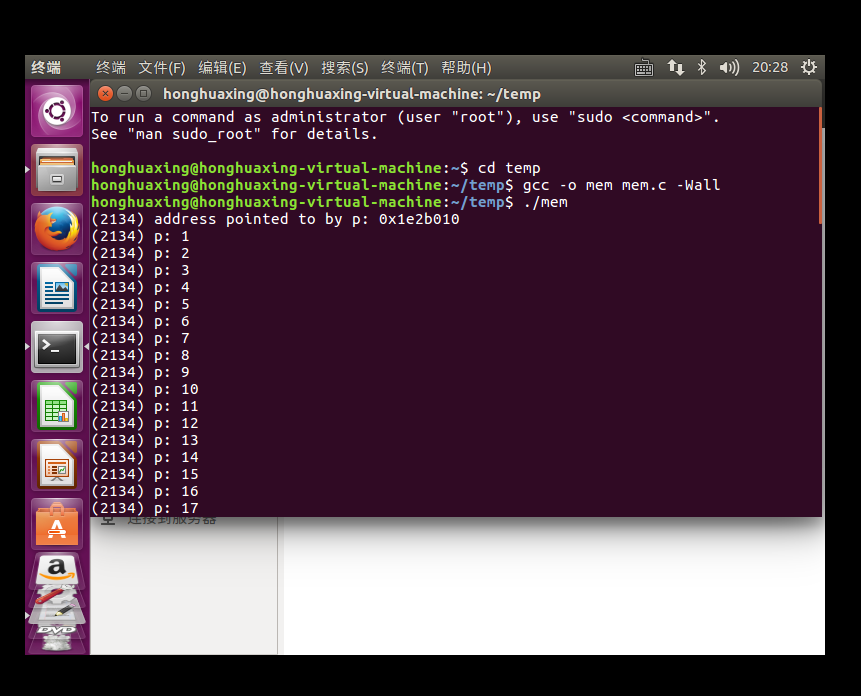 终端 终端 文件(F) 编辑(E) 查看(V) 搜索(S) 终端(T) 帮助(H) 20:28
honghuaxing@honghuaxing-virtual-machine: ~/temp
To run a command as administrator (user "root"), use "sudo <command>".
See "man sudo_root" for details.
honghuaxing@honghuaxing-virtual-machine:~$ cd temp
honghuaxing@honghuaxing-virtual-machine:~/temp$ gcc -o mem mem.c -Wall
honghuaxing@honghuaxing-virtual-machine:~/temp$ ./mem
(2134) address pointed to by p: 0x1e2b010
(2134) p: 1
(2134) p: 2
(2134) p: 3
(2134) p: 4
(2134) p: 5
(2134) p: 6
(2134) p: 7
(2134) p: 8
(2134) p: 9
(2134) p: 10
(2134) p: 11
(2134) p: 12
(2134) p: 13
(2134) p: 14
(2134) p: 15
(2134) p: 16
(2134) p: 17
连接到服务器
DVD